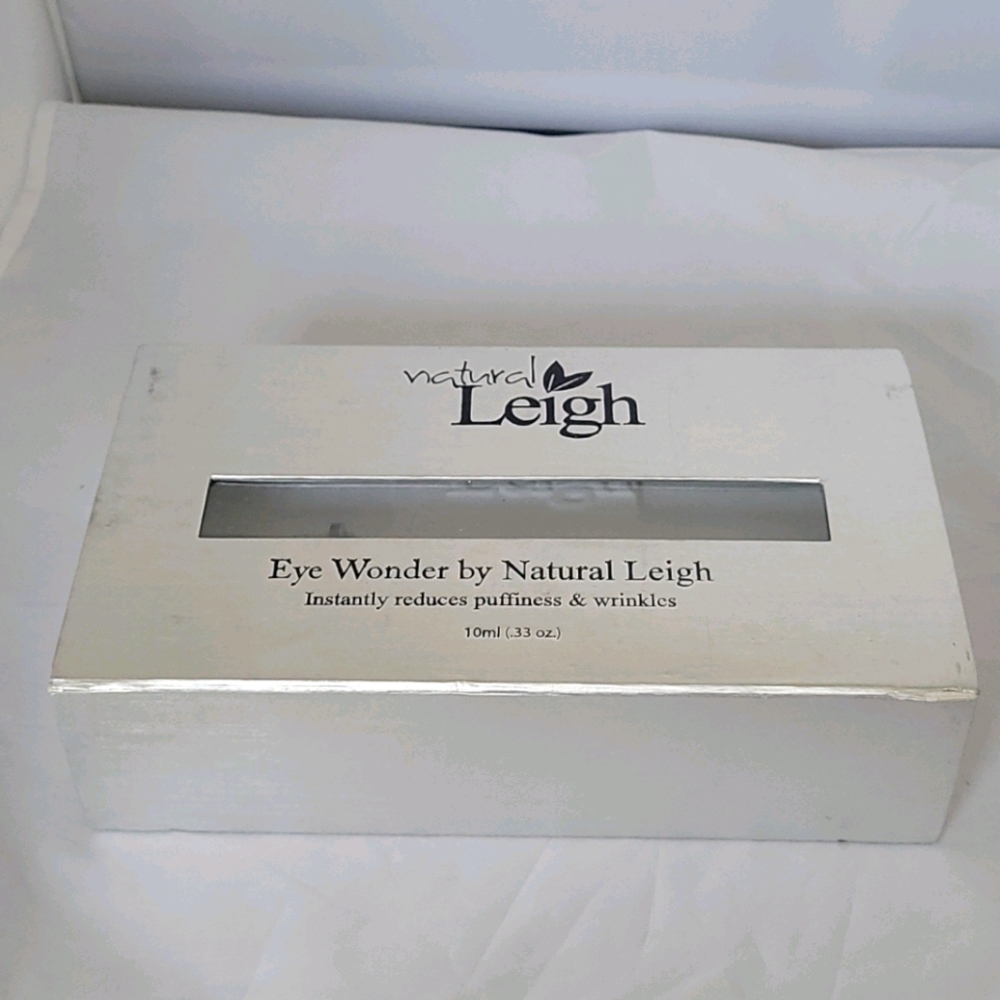 natural
Leigh
Eye Wonder by Natural Leigh
Instantly reduces puffiness & wrinkles
10ml (.33 oz.)